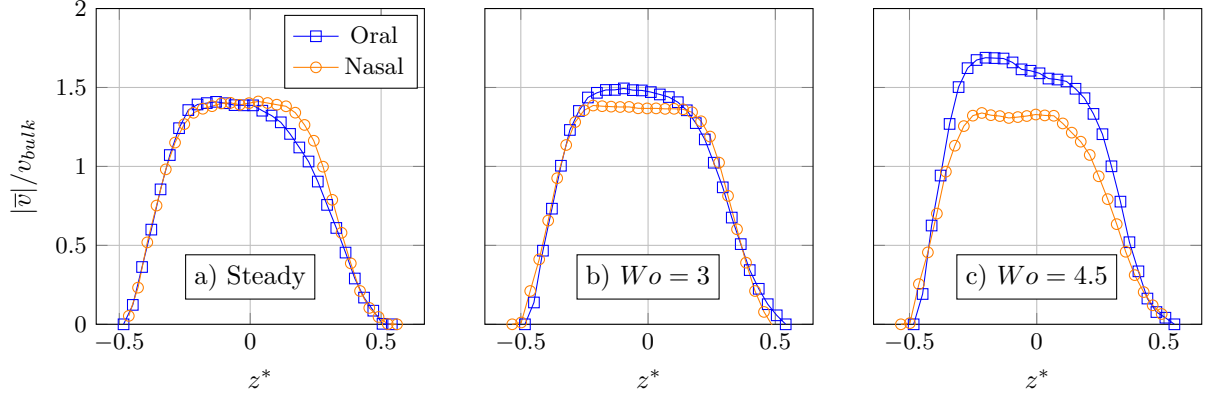 2
1.5
1
0.5
0
|v̅|/v_bulk
Oral
Nasal
a) Steady
−0.5 0 0.5
z*
b) Wo = 3
−0.5 0 0.5
z*
c) Wo = 4.5
−0.5 0 0.5
z*